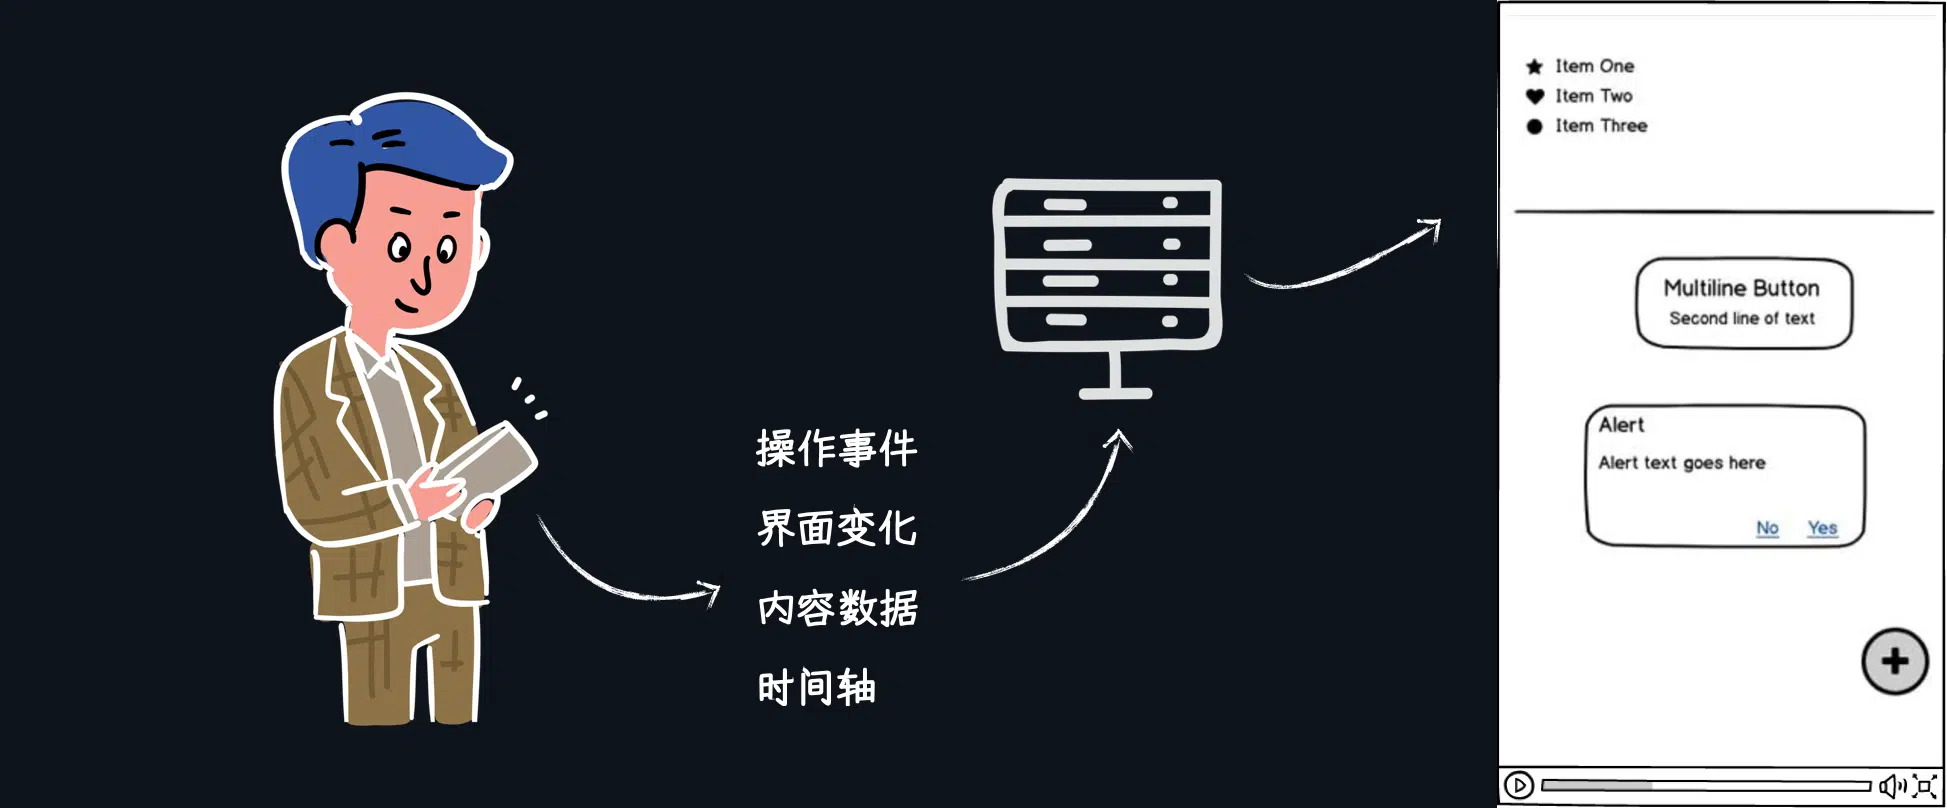 操作事件
界面变化
内容数据
时间轴
Item One
Item Two
Item Three
Multiline Button
Second line of text
Alert
Alert text goes here
No Yes